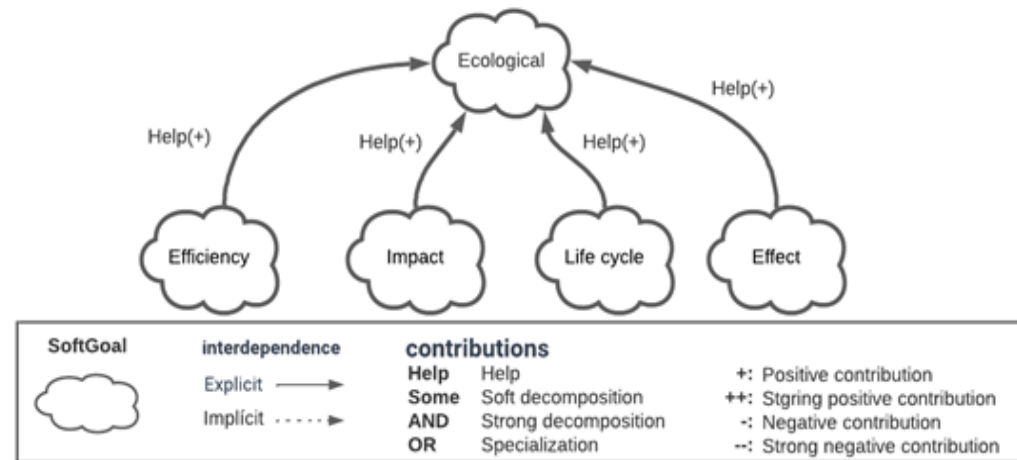 Ecological
Help(+)
Help(+)
Help(+)
Help(+)
Efficiency
Impact
Life cycle
Effect
SoftGoal
interdependence
Explicit
Implícit
contributions
Help Help
Some Soft decomposition
AND Strong decomposition
OR Specialization
+: Positive contribution
++: Stgring positive contribution
-: Negative contribution
--: Strong negative contribution